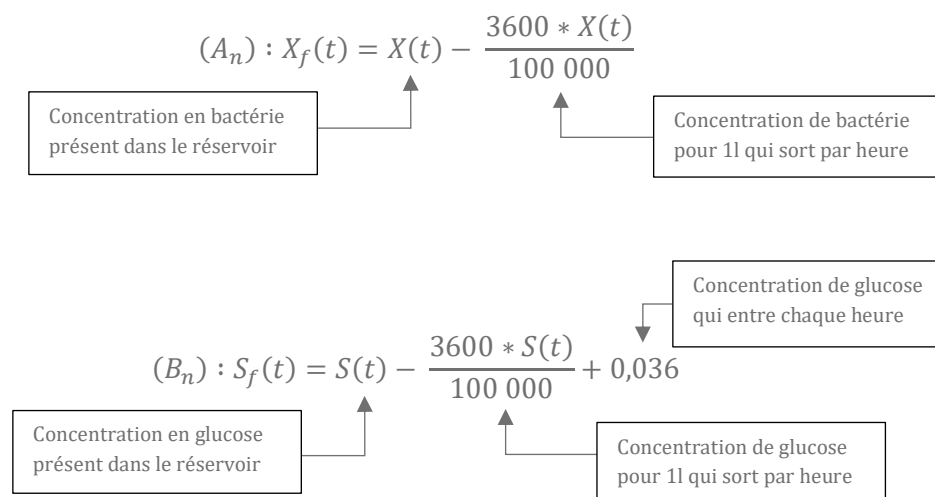 (Aₙ) : X_f(t) = X(t) − (3600 * X(t)) / (100 000)
Concentration en bactérie
présent dans le réservoir
Concentration de bactérie
pour 1l qui sort par heure
Concentration de glucose
qui entre chaque heure
(Bₙ) : S_f(t) = S(t) − (3600 * S(t)) / (100 000) + 0,036
Concentration en glucose
présent dans le réservoir
Concentration de glucose
pour 1l qui sort par heure